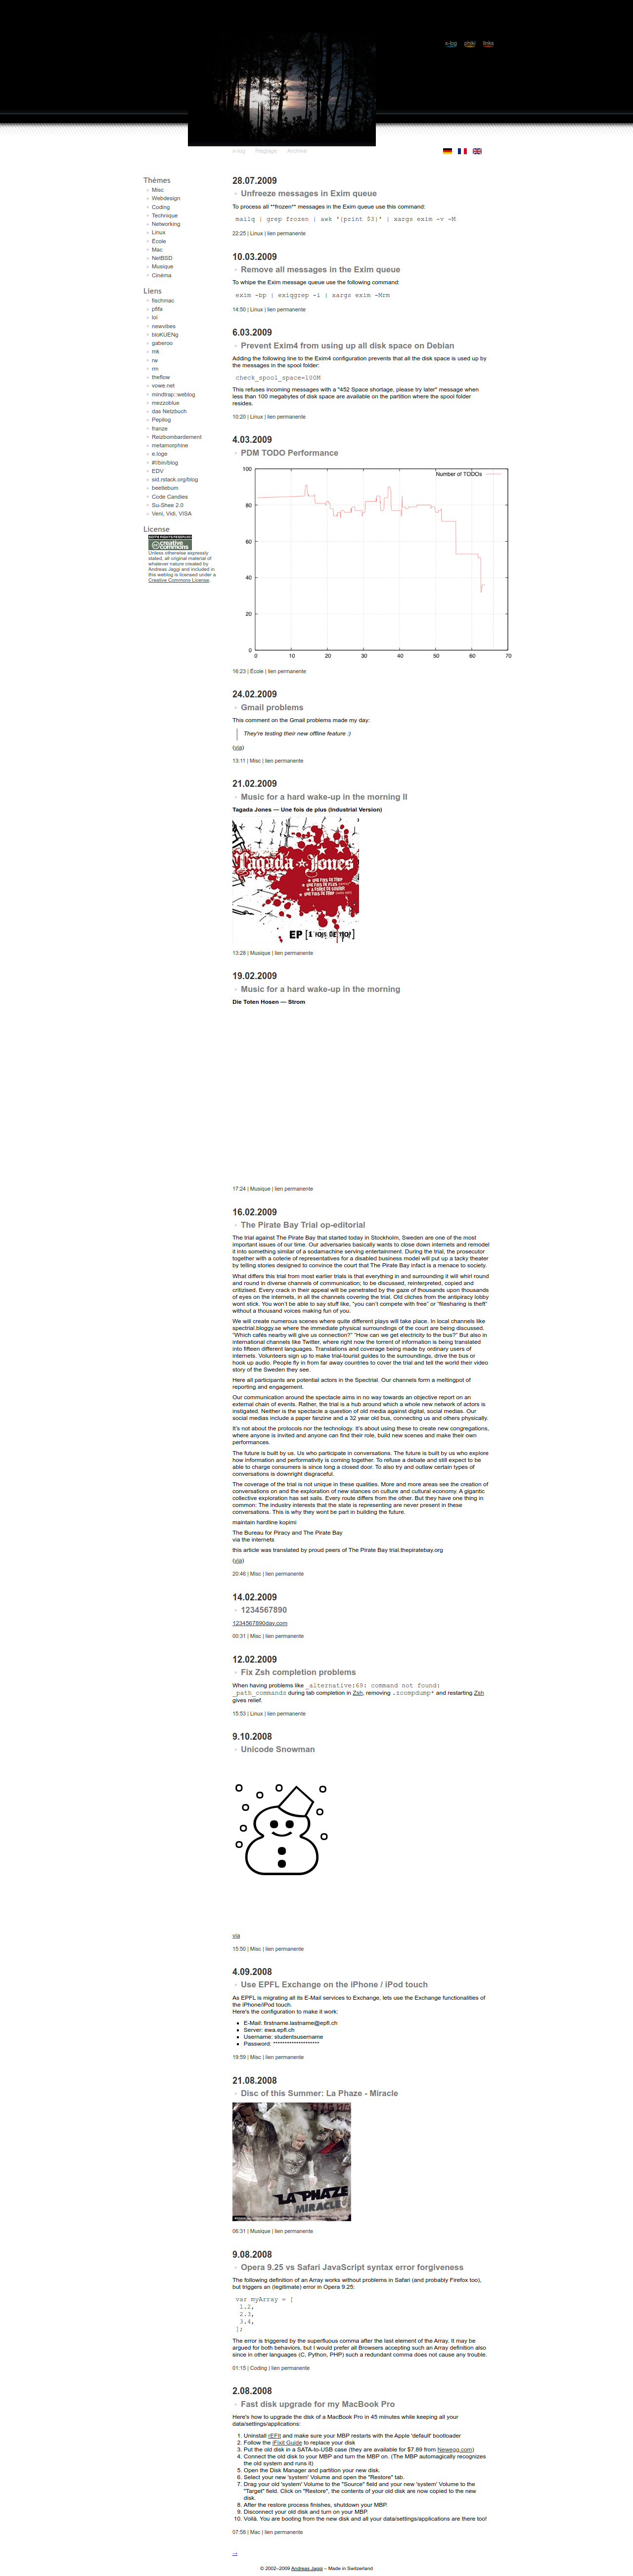 e-log
phiki
links
e-log
Réglage
Archive
Thèmes
Misc
Webdesign
Coding
Technique
Networking
Linux
École
Mac
NetBSD
Musique
Cinéma
Liens
fischmac
pfifa
loï
newvibes
bloKUENg
gaberoo
mk
rw
rm
theflow
vowe.net
mindtrap::weblog
mezzoblue
das Netzbuch
Pepilog
franze
Reizbombardement
metamorphine
e.loge
#!/bin/blog
EDV
sid.rstack.org/blog
beetlebum
Code Candies
Su-Shee 2.0
Veni, Vidi, VISA
License
SOME RIGHTS RESERVED
creative commons
Unless otherwise expressly
stated, all original material of
whatever nature created by
Andreas Jaggi and included in
this weblog is licensed under a
Creative Commons License.
28.07.2009
Unfreeze messages in Exim queue
To process all **frozen** messages in the Exim queue use this command:
mailq | grep frozen | awk '{print $3}' | xargs exim -v -M
22:25 | Linux | lien permanente
10.03.2009
Remove all messages in the Exim queue
To whipe the Exim message queue use the following command:
exim -bp | exiqgrep -i | xargs exim -Mrm
14:50 | Linux | lien permanente
6.03.2009
Prevent Exim4 from using up all disk space on Debian
Adding the following line to the Exim4 configuration prevents that all the disk space is used up by
the messages in the spool folder:
check_spool_space=100M
This refuses incoming messages with a "452 Space shortage, please try later" message when
less than 100 megabytes of disk space are available on the partition where the spool folder
resides.
10:20 | Linux | lien permanente
4.03.2009
PDM TODO Performance
100
Number of TODOs
80
60
40
20
0
0 10 20 30 40 50 60 70
16:23 | École | lien permanente
24.02.2009
Gmail problems
This comment on the Gmail problems made my day:
They're testing their new offline feature ;)
(via)
13:11 | Misc | lien permanente
21.02.2009
Music for a hard wake-up in the morning II
Tagada Jones — Une fois de plus (Industrial Version)
Tagada Jones
EP [1 FOIS DE TROP]
13:28 | Musique | lien permanente
19.02.2009
Music for a hard wake-up in the morning
Die Toten Hosen — Strom
17:24 | Musique | lien permanente
16.02.2009
The Pirate Bay Trial op-editorial
The trial against The Pirate Bay that started today in Stockholm, Sweden are one of the most
important issues of our time. Our adversaries basically wants to close down internets and remodel
it into something similar of a sodamachine serving entertainment. During the trial, the prosecutor
together with a coterie of representatives for a disabled business model will put up a tacky theater
by telling stories designed to convince the court that The Pirate Bay infact is a menace to society.
What differs this trial from most earlier trials is that everything in and surrounding it will whirl round
and round in diverse channels of communication; to be discussed, reinterpreted, copied and
critizised. Every crack in their appeal will be penetrated by the gaze of thousands upon thousands
of eyes on the internets, in all the channels covering the trial. Old cliches from the antipiracy lobby
wont stick. You won't be able to say stuff like, "you can't compete with free" or "filesharing is theft"
without a thousand voices making fun of you.
We will create numerous scenes where quite different plays will take place. In local channels like
spectrial.bloggy.se where the immediate physical surroundings of the court are being discussed.
"Which cafés nearby will give us connection?" "How can we get electricity to the bus?" But also in
international channels like Twitter, where right now the torrent of information is being translated
into fifteen different languages. Translations and coverage being made by ordinary users of
internets. Volunteers sign up to make trial-tourist guides to the surroundings, drive the bus or
hook up audio. People fly in from far away countries to cover the trial and tell the world their video
story of the Sweden they see.
Here all participants are potential actors in the Spectrial. Our channels form a meltingpof of
reporting and engagement.
Our communication around the spectacle aims in no way towards an objective report on an
external chain of events. Rather, the trial is a hub around which a whole new network of actors is
instigated. Neither is the spectacle a question of old media against digital, social medias. Our
social medias include a paper fanzine and a 32 year old bus, connecting us and others physically.
It's not about the protocols nor the technology. It's about using these to create new congregations,
where anyone is invited and anyone can find their role, build new scenes and make their own
performances.
The future is built by us. Us who participate in conversations. The future is built by us who explore
how information and performativity is coming together. To refuse a debate and still expect to be
able to charge consumers is since long a closed door. To also try and outlaw certain types of
conversations is downright disgraceful.
The coverage of the trial is not unique in these qualities. More and more areas see the creation of
conversations on and the exploration of new stances on culture and cultural economy. A gigantic
collective exploration has set sails. Every route differs from the other. But they have one thing in
common: The industry interests that the state is representing are never present in these
conversations. This is why they wont be part in building the future.
maintain hardline kopimi
The Bureau for Piracy and The Pirate Bay
via the internets
this article was translated by proud peers of The Pirate Bay trial.thepiratebay.org
(via)
20:46 | Misc | lien permanente
14.02.2009
1234567890
1234567890day.com
00:31 | Misc | lien permanente
12.02.2009
Fix Zsh completion problems
When having problems like _alternative:69: command not found:
_path_commands during tab completion in Zsh, removing .zcompdump* and restarting Zsh
gives relief.
15:53 | Linux | lien permanente
9.10.2008
Unicode Snowman
via
15:50 | Misc | lien permanente
4.09.2008
Use EPFL Exchange on the iPhone / iPod touch
As EPFL is migrating all its E-Mail services to Exchange, lets use the Exchange functionalities of
the iPhone/iPod touch.
Here's the configuration to make it work:
E-Mail: firstname.lastname@epfl.ch
Server: ewa.epfl.ch
Username: studentsusername
Password: ********************
19:59 | Misc | lien permanente
21.08.2008
Disc of this Summer: La Phaze - Miracle
LA PHAZE
MIRACLE
06:31 | Musique | lien permanente
9.08.2008
Opera 9.25 vs Safari JavaScript syntax error forgiveness
The following definition of an Array works without problems in Safari (and probably Firefox too),
but triggers an (legitimate) error in Opera 9.25:
var myArray = [
1.2,
2.3,
3.4,
];
The error is triggered by the superfluous comma after the last element of the Array. It may be
argued for both behaviors, but I would prefer all Browsers accepting such an Array definition also
since in other languages (C, Python, PHP) such a redundant comma does not cause any trouble.
01:15 | Coding | lien permanente
2.08.2008
Fast disk upgrade for my MacBook Pro
Here's how to upgrade the disk of a MacBook Pro in 45 minutes while keeping all your
data/settings/applications:
1. Uninstall rEFIt and make sure your MBP restarts with the Apple 'default' bootloader
2. Follow the iFixit Guide to replace your disk
3. Put the old disk in a SATA-to-USB case (they are available for $7.89 from Newegg.com)
4. Connect the old disk to your MBP and turn the MBP on. (The MBP automagically recognizes
the old system and runs it)
5. Open the Disk Manager and partition your new disk.
6. Select your new 'system' Volume and open the "Restore" tab.
7. Drag your old 'system' Volume to the "Source" field and your new 'system' Volume to the
"Target" field. Click on "Restore", the contents of your old disk are now copied to the new
disk.
8. After the restore process finishes, shutdown your MBP.
9. Disconnect your old disk and turn on your MBP.
10. Voilà. You are booting from the new disk and all your data/settings/applications are there too!
07:56 | Mac | lien permanente
→
© 2002–2009 Andreas Jaggi – Made in Switzerland